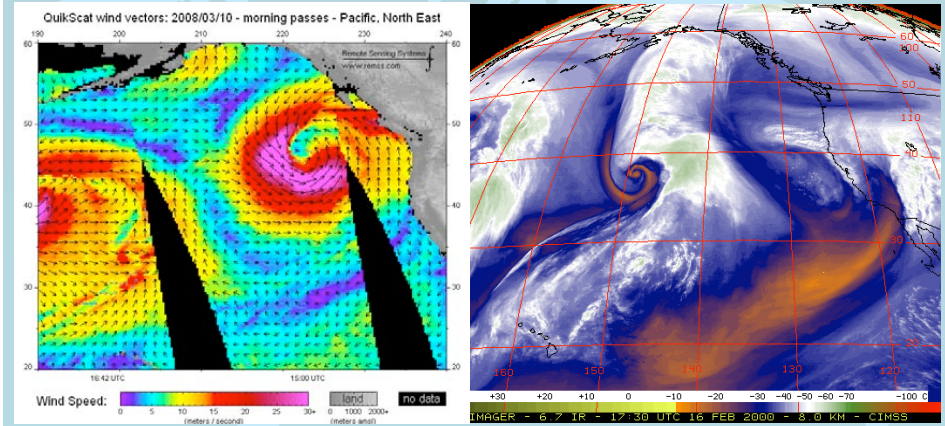 QuikScat wind vectors: 2008/03/10 - morning passes - Pacific, North East
190 200 210 220 230 240
60 60
Remote Sensing Systems
www.remss.com
50 50
40 40
30 30
20 20
16:42 UTC 15:00 UTC
Wind Speed: land no data
0 5 10 15 20 25 30+ 0 1000 2000+
(meters / second) (meters amsl)
60
100
50
110
40
30
160 150 130 120
+30 +20 +10 0 -10 -20 -30 -40 -50 -60 -70 -100 C
IMAGER - 6.7 IR - 17:30 UTC 16 FEB 2000 - 8.0 KM - CIMSS